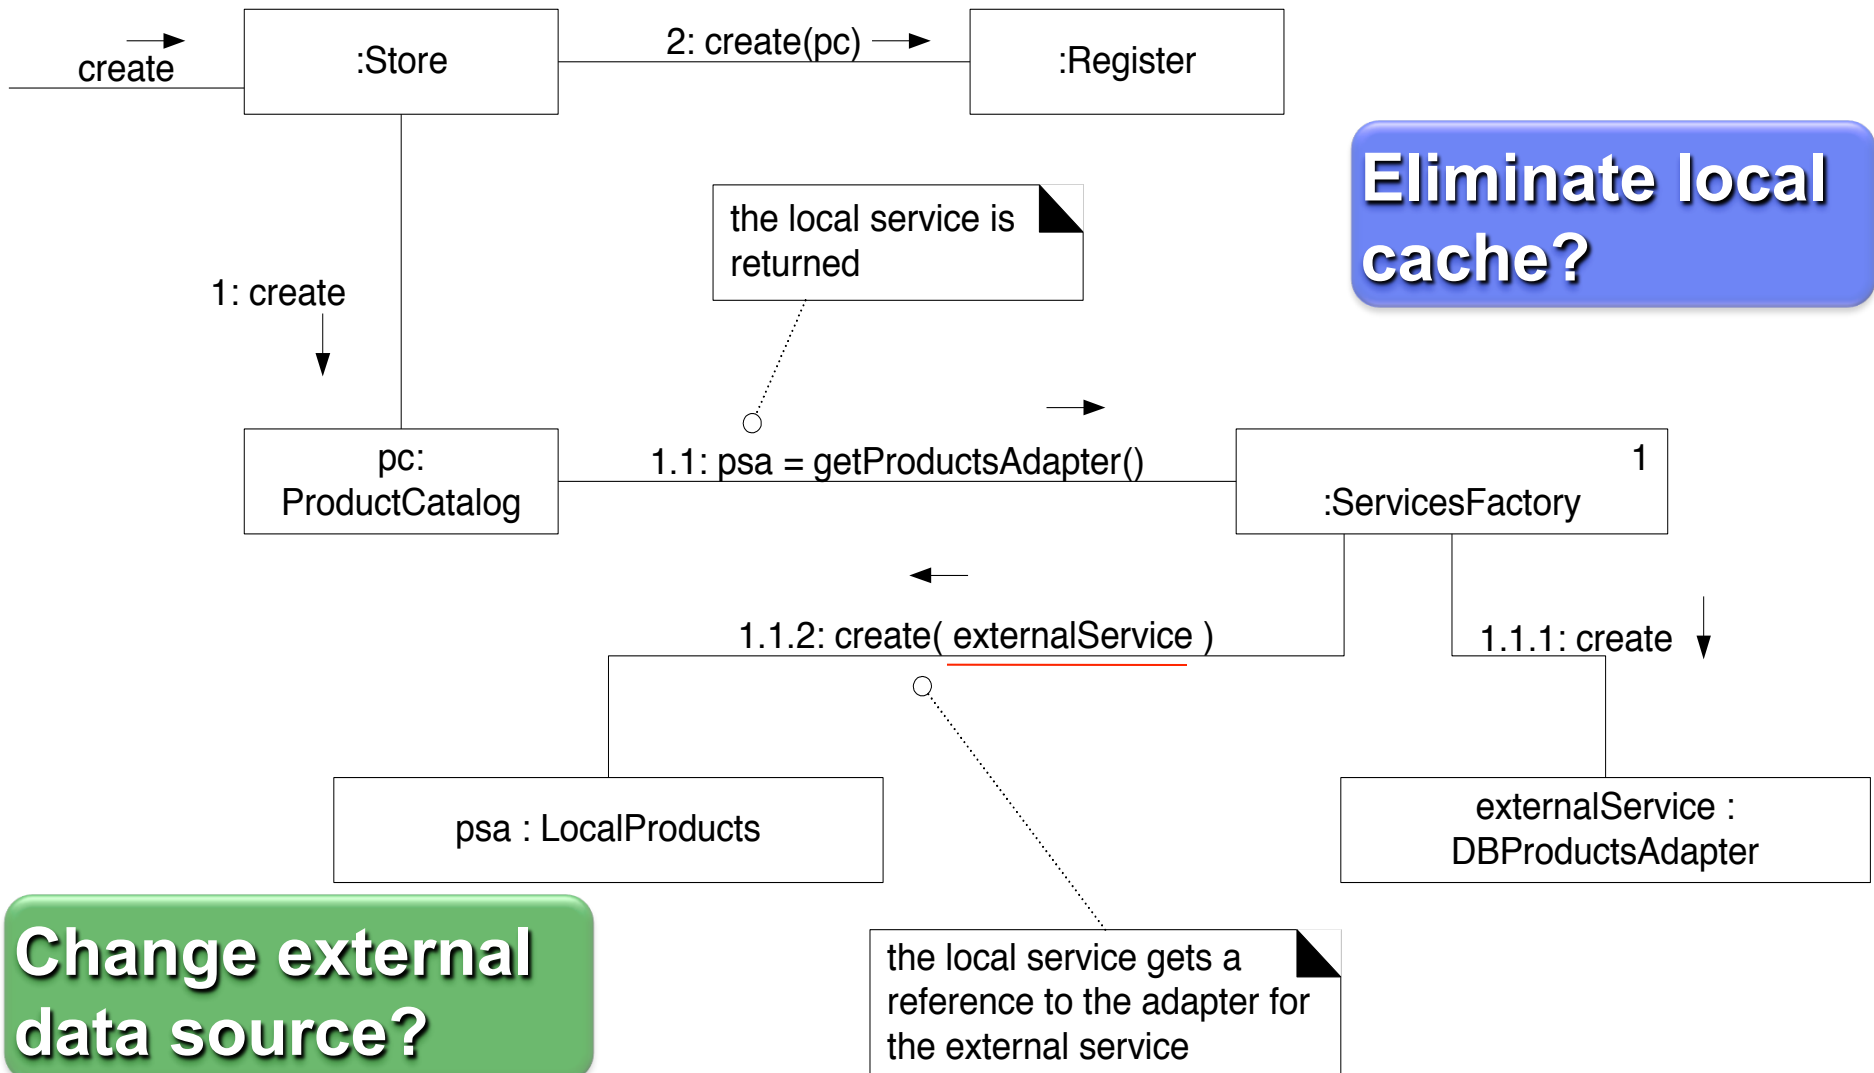 create
:Store
2: create(pc)
:Register
Eliminate local
cache?
the local service is
returned
1: create
pc:
ProductCatalog
1.1: psa = getProductsAdapter()
1
:ServicesFactory
1.1.2: create( externalService )
1.1.1: create
psa : LocalProducts
externalService :
DBProductsAdapter
Change external
data source?
the local service gets a
reference to the adapter for
the external service